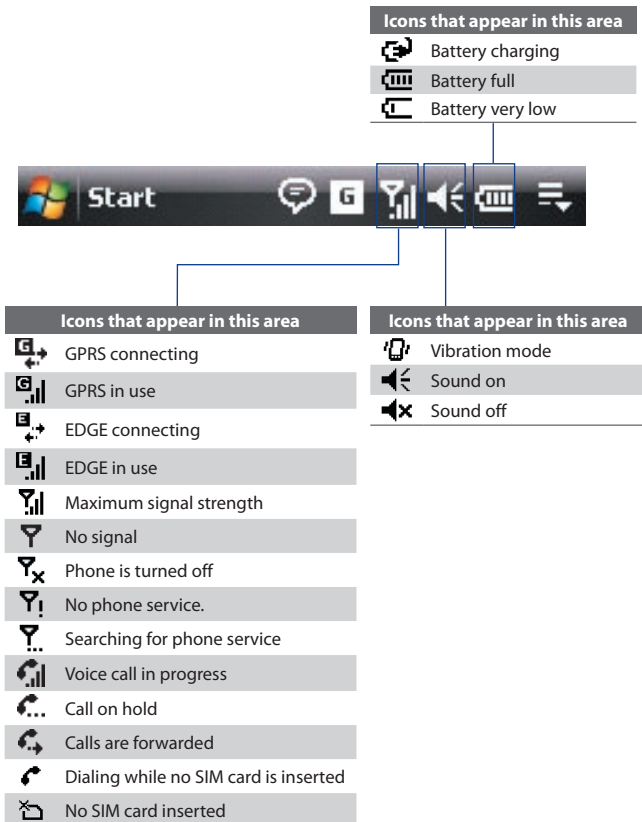 Icons that appear in this area
Battery charging
Battery full
Battery very low
Start
G
Icons that appear in this area
G GPRS connecting
G GPRS in use
E EDGE connecting
E EDGE in use
Maximum signal strength
No signal
Phone is turned off
No phone service.
Searching for phone service
Voice call in progress
Call on hold
Calls are forwarded
Dialing while no SIM card is inserted
No SIM card inserted
Icons that appear in this area
Vibration mode
Sound on
Sound off